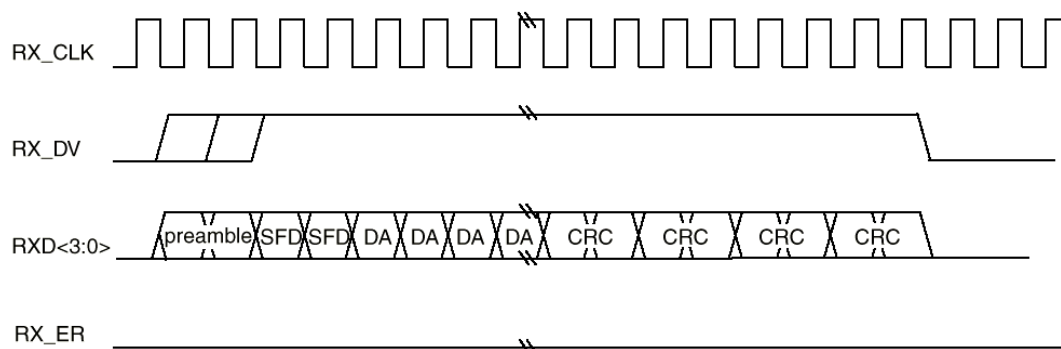 RX_CLK
RX_DV
RXD<3:0> preamble SFD SFD DA DA DA DA CRC CRC CRC CRC
RX_ER